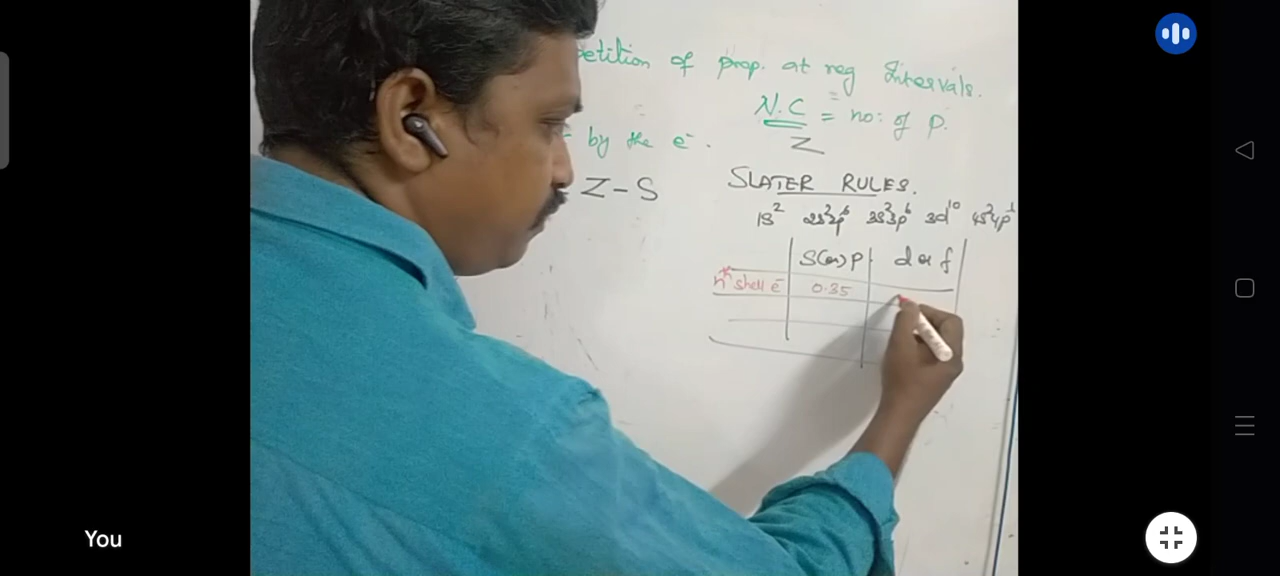 petition of prop. at reg Intervals.
N.C = no: of p.
Z
by the e⁻.
Z - S
SLATER RULES.
1s² 2s²2p⁶ 3s²3p⁶ 3d¹⁰ 4s²4p¹
S(or)P d or f
nth shell e⁻ 0.35
You